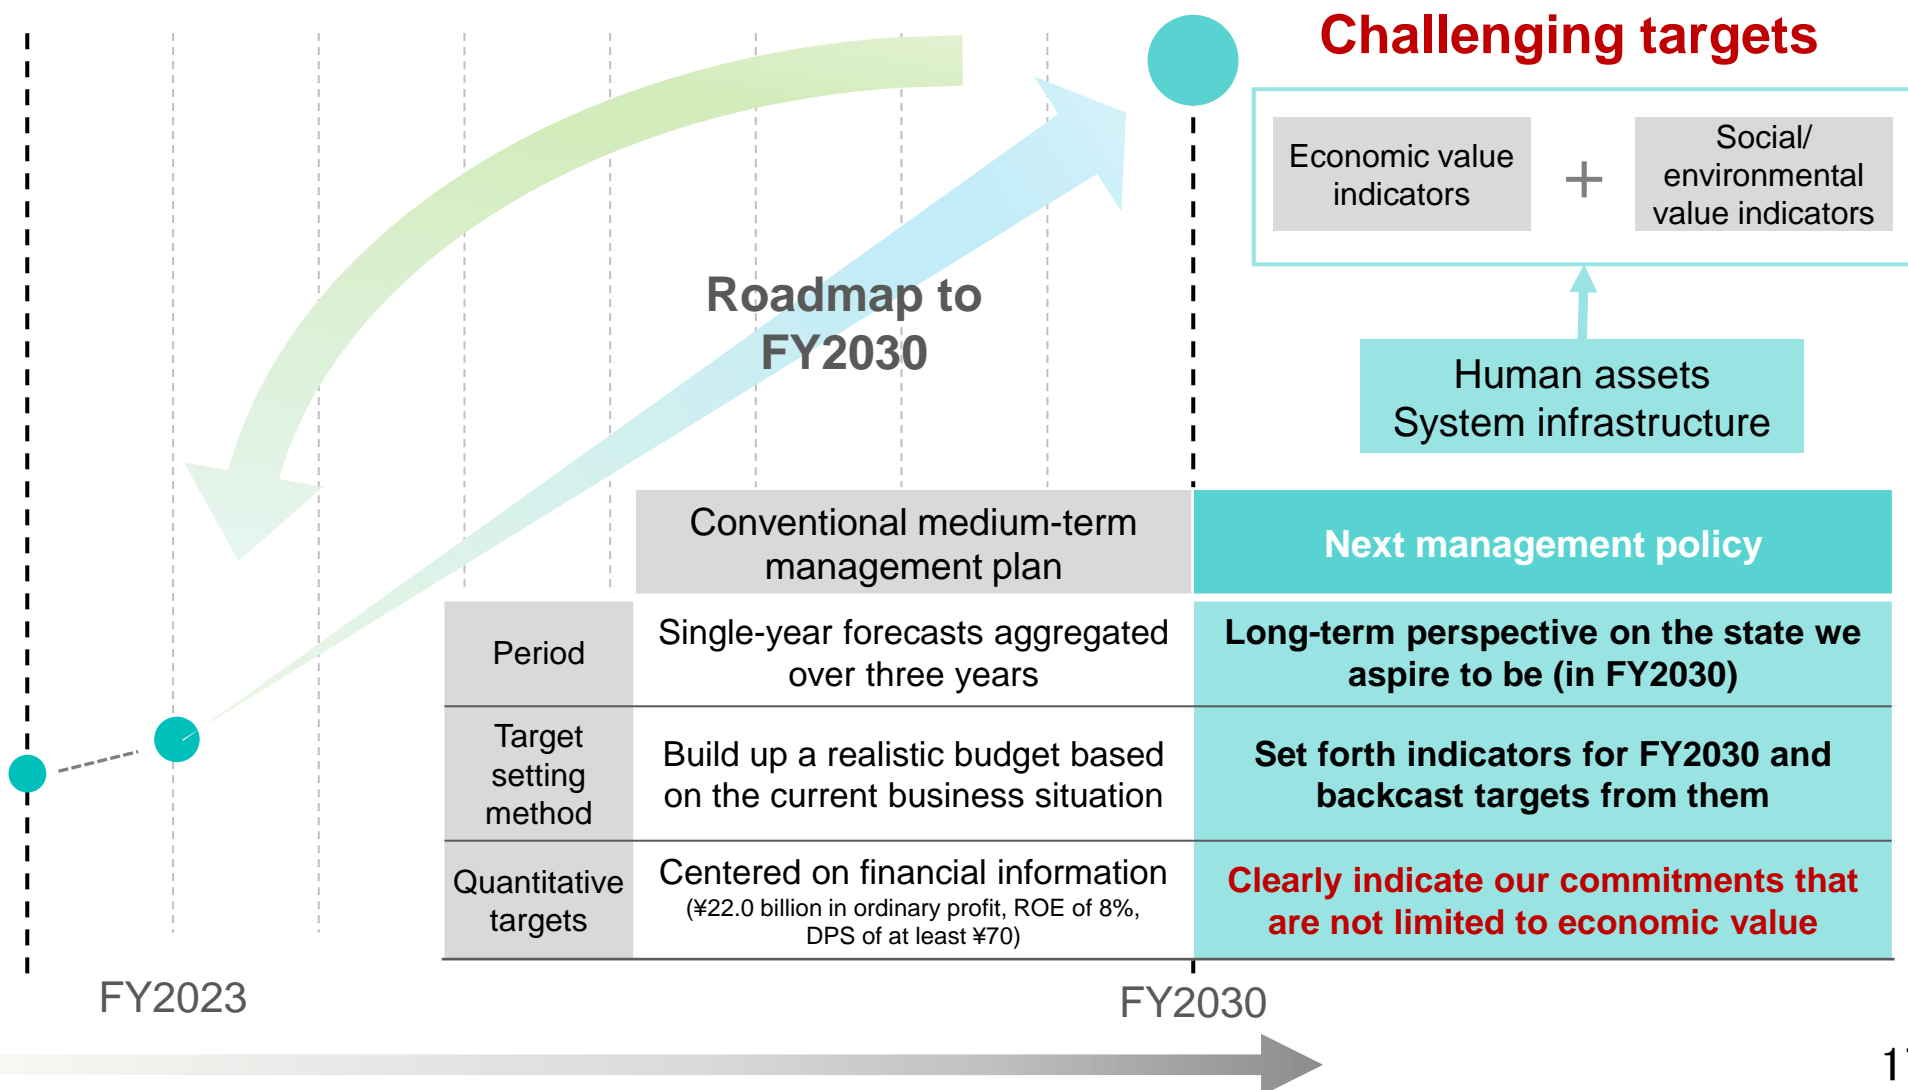 Challenging targets
Economic value
indicators
+
Social/
environmental
value indicators
Roadmap to
FY2030
Human assets
System infrastructure
Conventional medium-term
management plan
Next management policy
Period
Single-year forecasts aggregated
over three years
Long-term perspective on the state we
aspire to be (in FY2030)
Target
setting
method
Build up a realistic budget based
on the current business situation
Set forth indicators for FY2030 and
backcast targets from them
Quantitative
targets
Centered on financial information
(¥22.0 billion in ordinary profit, ROE of 8%,
DPS of at least ¥70)
Clearly indicate our commitments that
are not limited to economic value
FY2023
FY2030